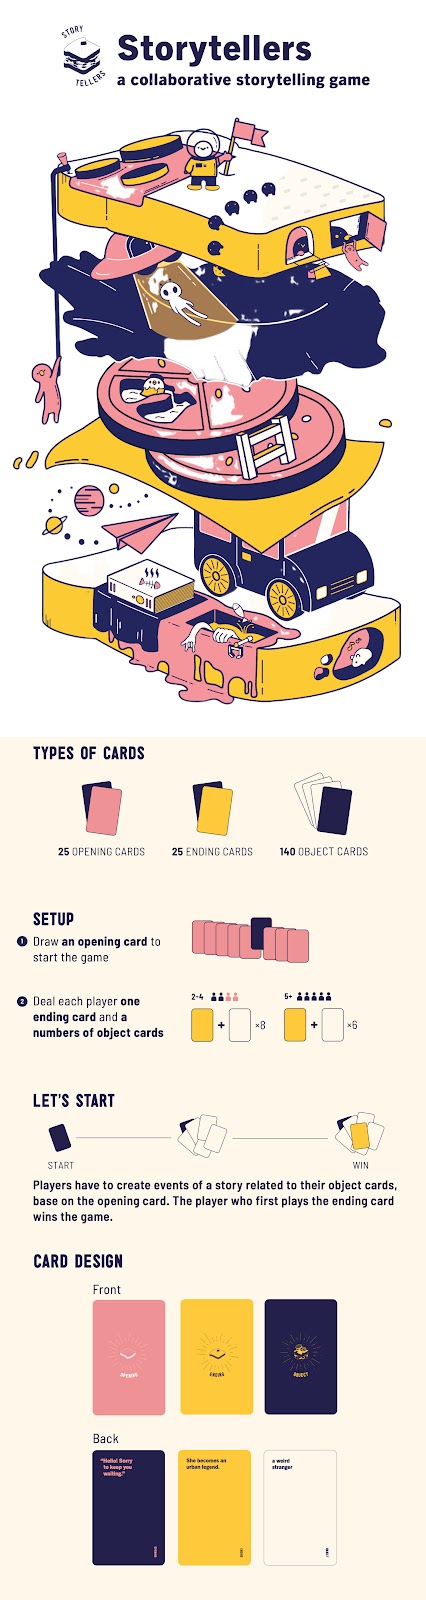 STORY
TELLERS
Storytellers
a collaborative storytelling game
TYPES OF CARDS
25 OPENING CARDS
25 ENDING CARDS
140 OBJECT CARDS
SETUP
1 Draw an opening card to
start the game
2 Deal each player one
ending card and a
numbers of object cards
2-4
5+
+ ×8
+ ×6
LET'S START
START
WIN
Players have to create events of a story related to their object cards,
base on the opening card. The player who first plays the ending card
wins the game.
CARD DESIGN
Front
OPENING
ENDING
OBJECT
Back
"Hello! Sorry
to keep you
waiting."
She becomes an
urban legend.
a weird
stranger